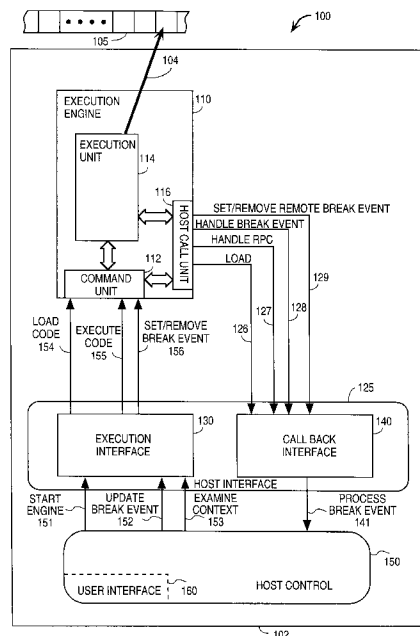 100
105
104
EXECUTION
ENGINE
110
EXECUTION
UNIT
114
116
HOST CALL UNIT
SET/REMOVE REMOTE BREAK EVENT
HANDLE BREAK EVENT
HANDLE RPC
LOAD
112
COMMAND
UNIT
129
128
127
126
LOAD
CODE
154
EXECUTE
CODE
155
SET/REMOVE
BREAK EVENT
156
125
130
EXECUTION
INTERFACE
140
CALL BACK
INTERFACE
HOST INTERFACE
START
ENGINE
151
UPDATE
BREAK EVENT
152
EXAMINE
CONTEXT
153
PROCESS
BREAK EVENT
141
150
USER INTERFACE
160
HOST CONTROL
102